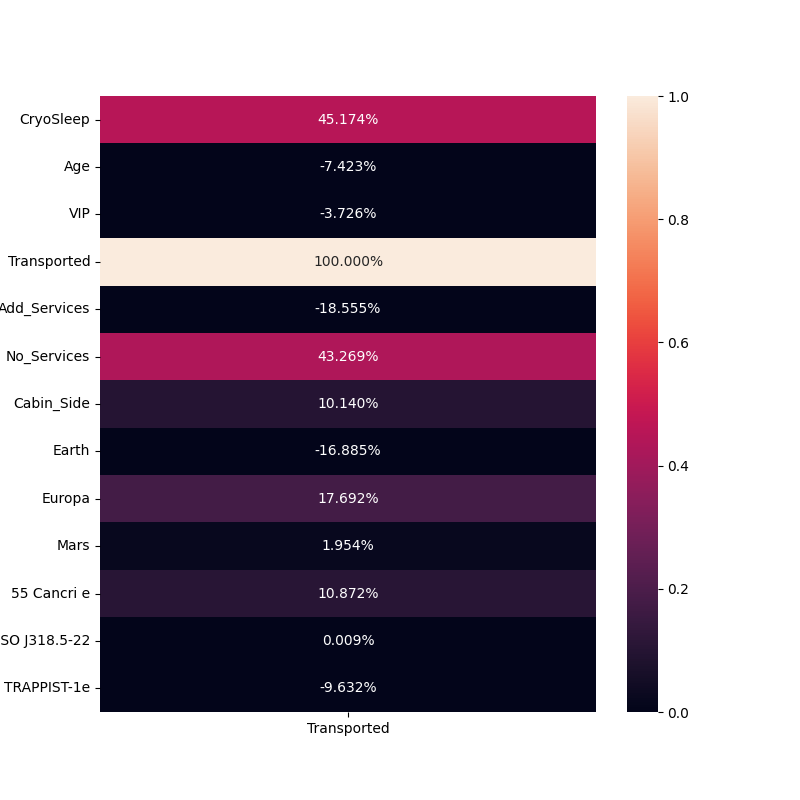 CryoSleep 45.174%
Age -7.423%
VIP -3.726%
Transported 100.000%
Add_Services -18.555%
No_Services 43.269%
Cabin_Side 10.140%
Earth -16.885%
Europa 17.692%
Mars 1.954%
55 Cancri e 10.872%
SO J318.5-22 0.009%
TRAPPIST-1e -9.632%
Transported
1.0
0.8
0.6
0.4
0.2
0.0